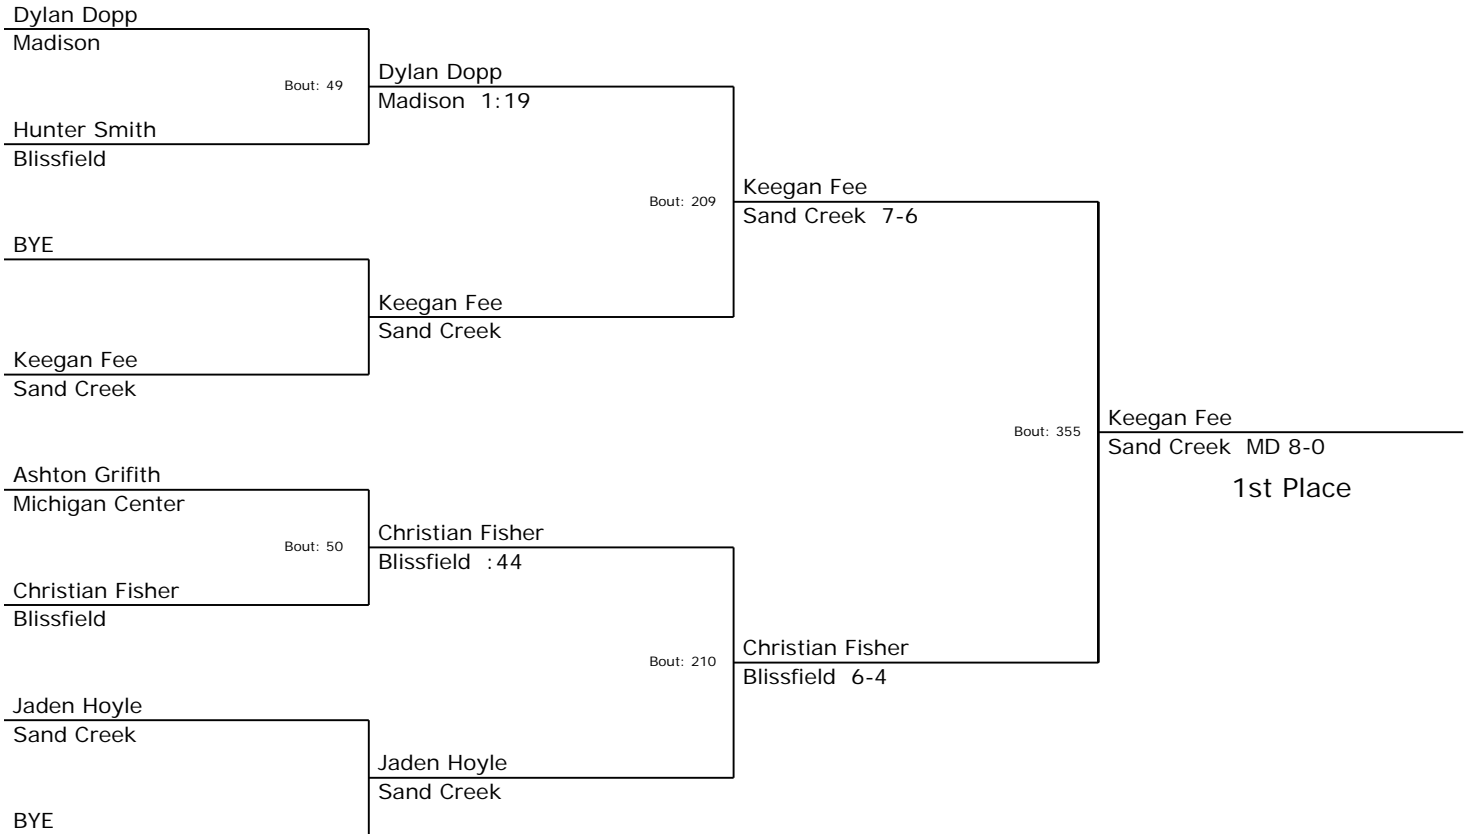 Dylan Dopp
Madison
Bout: 49
Dylan Dopp
Madison 1:19
Hunter Smith
Blissfield
Bout: 209
Keegan Fee
Sand Creek 7-6
BYE
Keegan Fee
Sand Creek
Keegan Fee
Sand Creek
Bout: 355
Keegan Fee
Sand Creek MD 8-0
1st Place
Ashton Grifith
Michigan Center
Bout: 50
Christian Fisher
Blissfield :44
Christian Fisher
Blissfield
Bout: 210
Christian Fisher
Blissfield 6-4
Jaden Hoyle
Sand Creek
Jaden Hoyle
Sand Creek
BYE